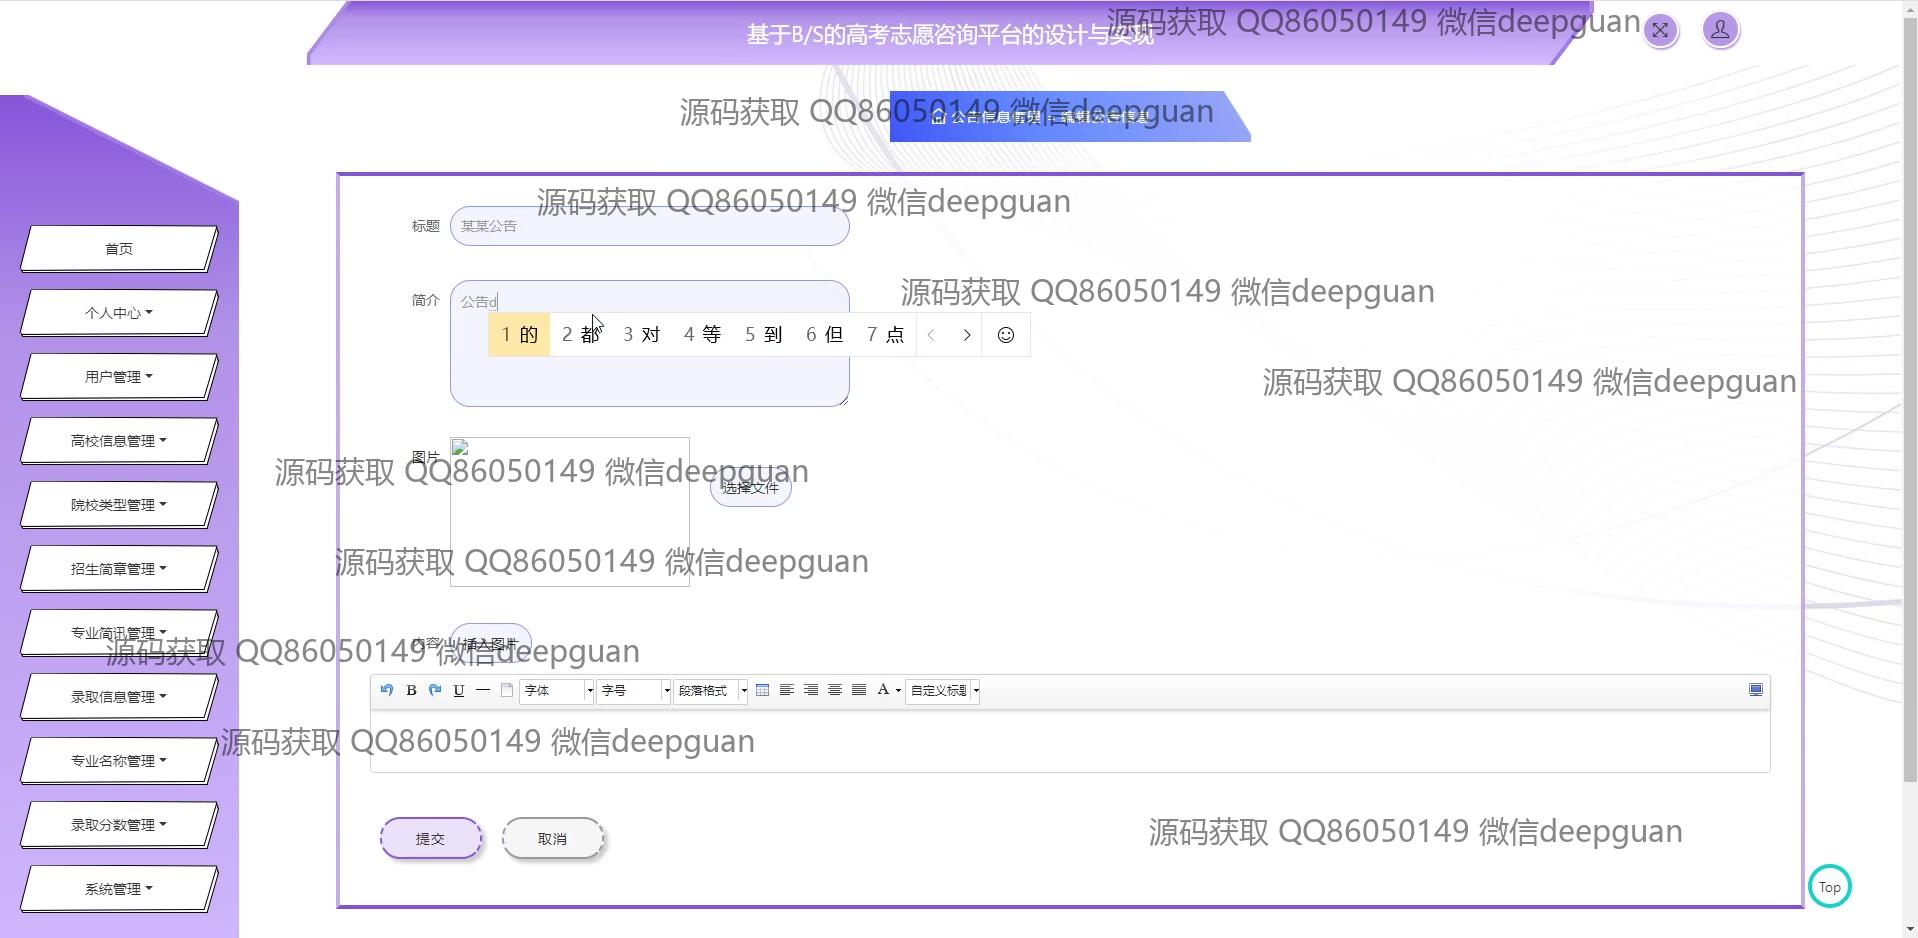 基于B/S的高考志愿咨询平台的设计与实现
源码获取 QQ86050149 微信deepguan
源码获取 QQ86050149 微信deepguan
公告信息管理 编辑公告信息
源码获取 QQ86050149 微信deepguan
标题 某某公告
首页
源码获取 QQ86050149 微信deepguan
简介 公告d
个人中心
1 的 2 都 3 对 4 等 5 到 6 但 7 点
用户管理
源码获取 QQ86050149 微信deepguan
高校信息管理
图片
源码获取 QQ86050149 微信deepguan
选择文件
院校类型管理
源码获取 QQ86050149 微信deepguan
招生简章管理
专业简讯管理
内容 插入图片
源码获取 QQ86050149 微信deepguan
录取信息管理
B U 字体 字号 段落格式 A 自定义标题
源码获取 QQ86050149 微信deepguan
专业名称管理
录取分数管理
提交 取消
源码获取 QQ86050149 微信deepguan
系统管理
Top